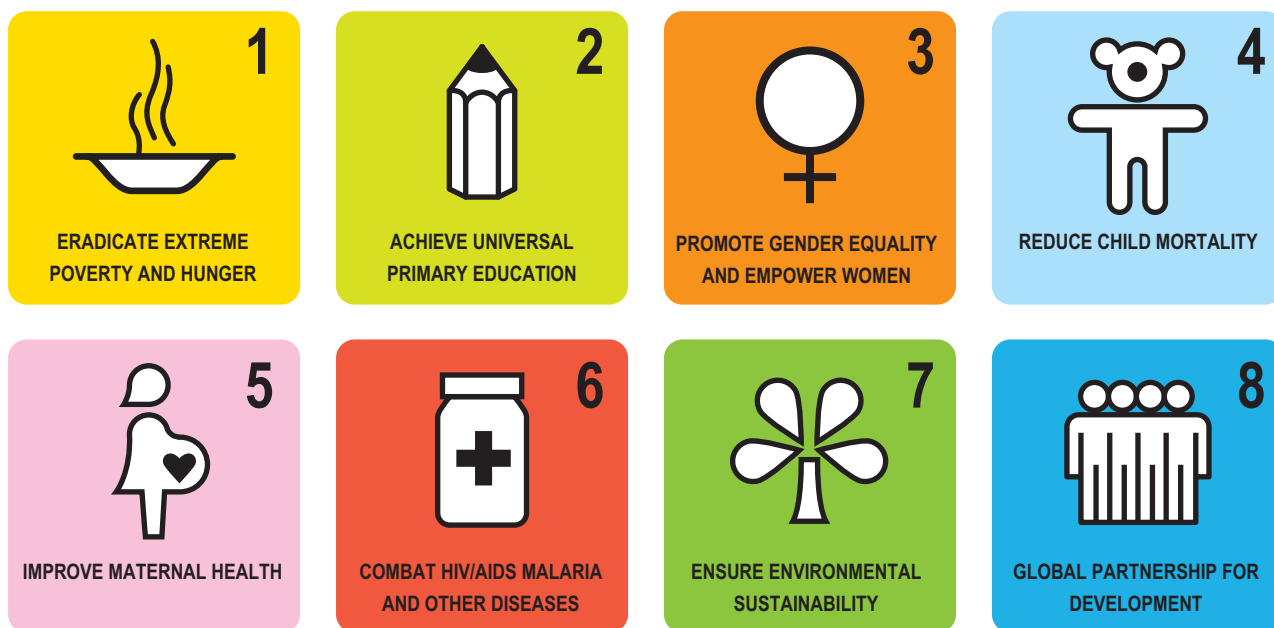 1
ERADICATE EXTREME
POVERTY AND HUNGER
2
ACHIEVE UNIVERSAL
PRIMARY EDUCATION
3
PROMOTE GENDER EQUALITY
AND EMPOWER WOMEN
4
REDUCE CHILD MORTALITY
5
IMPROVE MATERNAL HEALTH
6
COMBAT HIV/AIDS MALARIA
AND OTHER DISEASES
7
ENSURE ENVIRONMENTAL
SUSTAINABILITY
8
GLOBAL PARTNERSHIP FOR
DEVELOPMENT